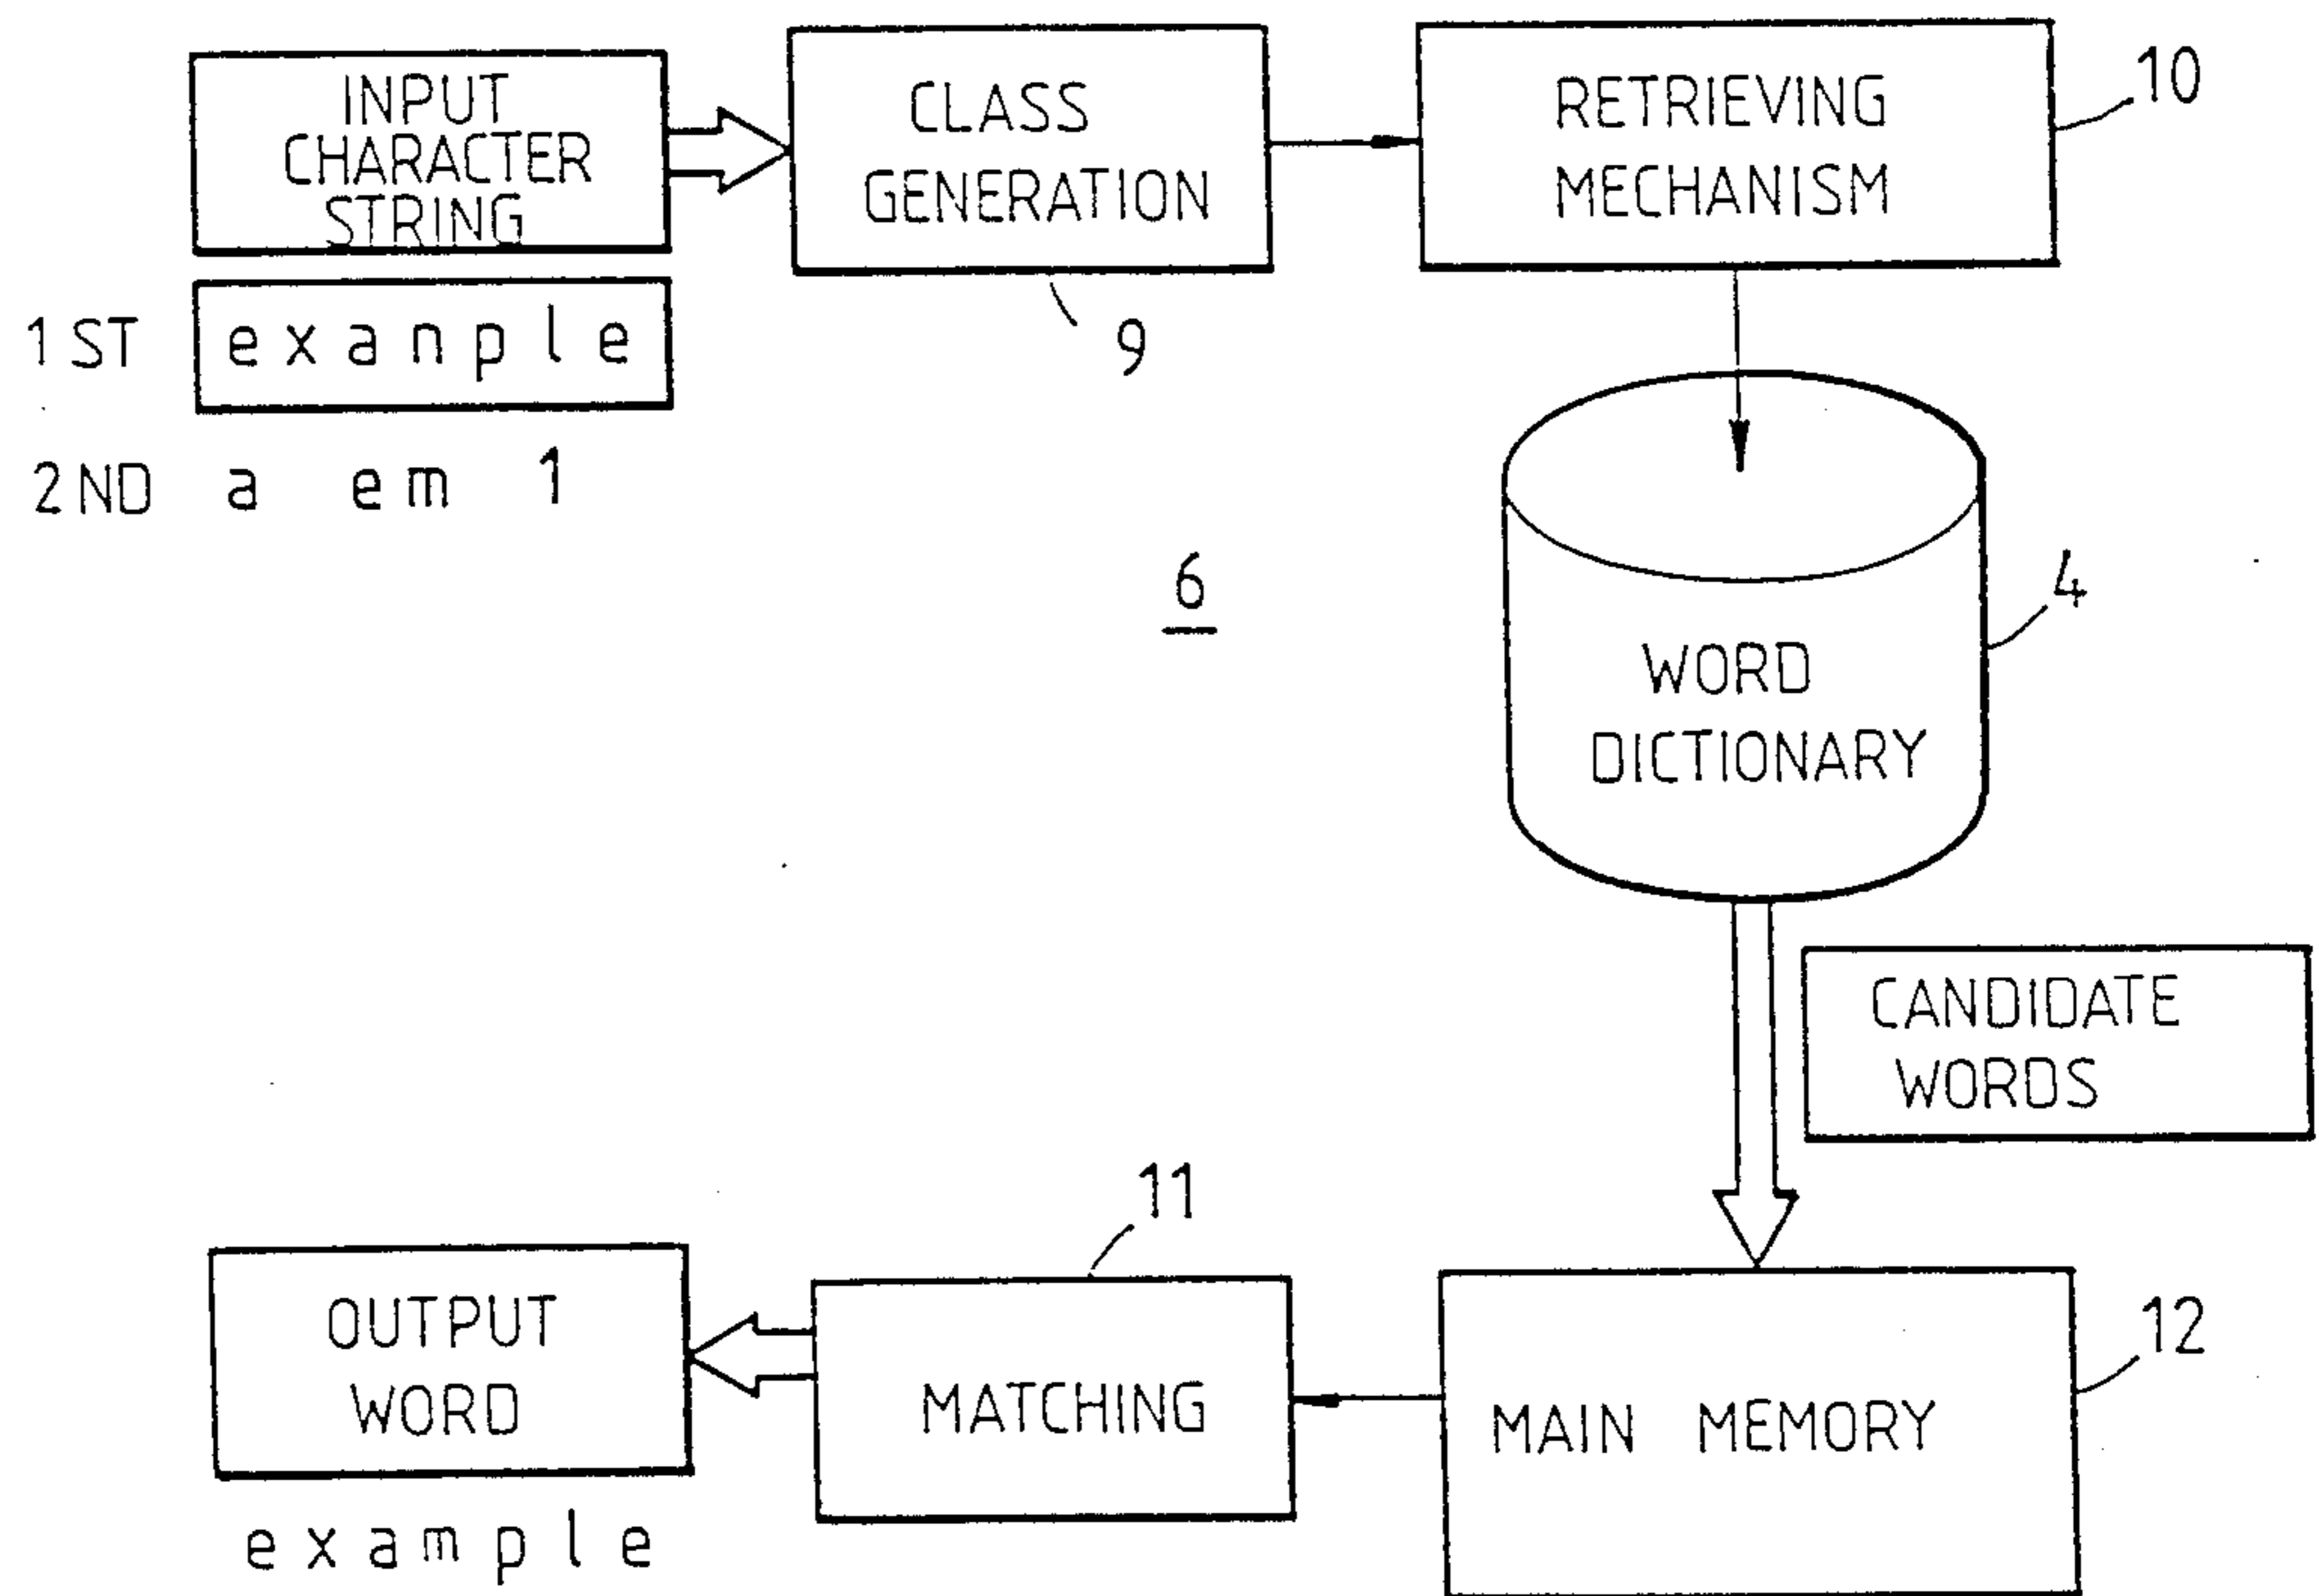 INPUT
CHARACTER
STRING
CLASS
GENERATION
RETRIEVING
MECHANISM
10
9
1ST e x a n p l e
2ND a em 1
6
4
WORD
DICTIONARY
CANDIDATE
WORDS
11
12
OUTPUT
WORD
MATCHING
MAIN MEMORY
e x a m p l e